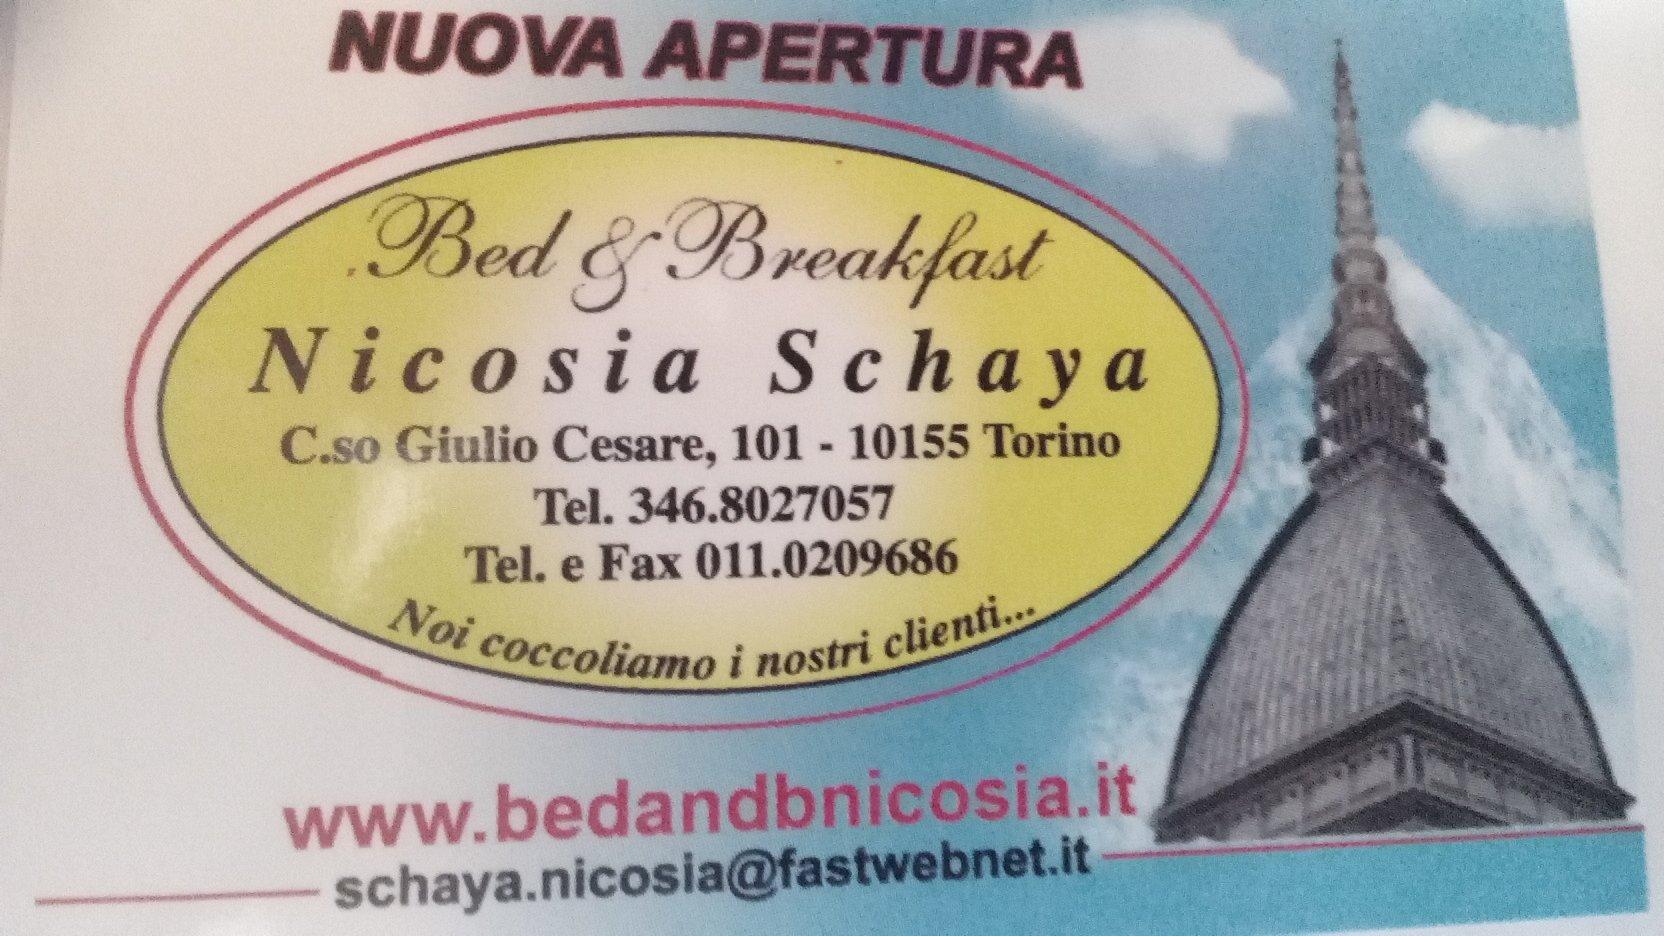 NUOVA APERTURA
Bed & Breakfast
Nicosia Schaya
C.so Giulio Cesare, 101 - 10155 Torino
Tel. 346.8027057
Tel. e Fax 011.0209686
Noi coccoliamo i nostri clienti...
www.bedandbnicosia.it
schaya.nicosia@fastwebnet.it